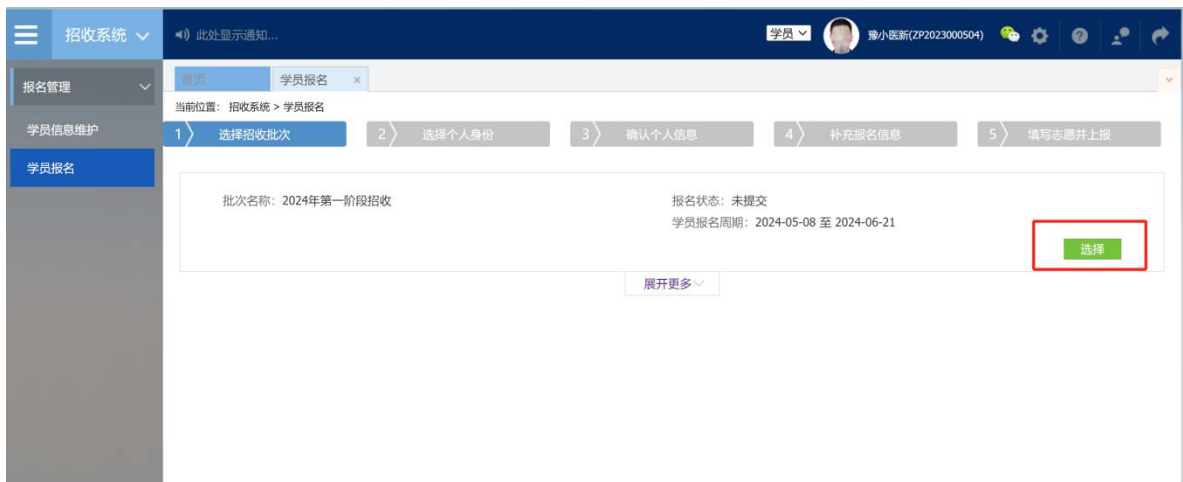 招收系统
此处显示通知...
学员
豫小医新(ZP2023000504)
报名管理
学员信息维护
学员报名
首页
学员报名 ×
当前位置: 招收系统 > 学员报名
1 选择招收批次
2 选择个人身份
3 确认个人信息
4 补充报名信息
5 填写志愿并上报
批次名称: 2024年第一阶段招收
报名状态: 未提交
学员报名周期: 2024-05-08 至 2024-06-21
选择
展开更多